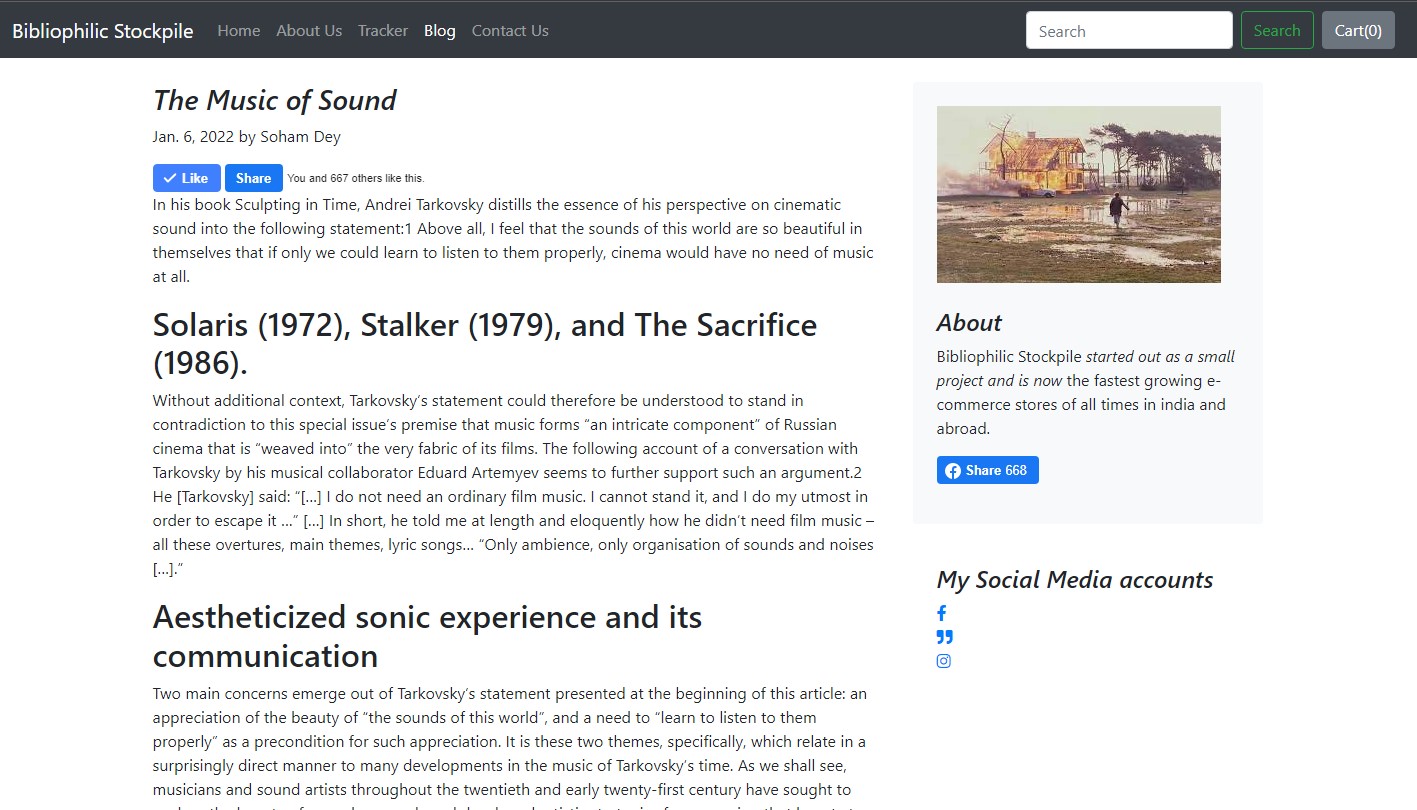 Bibliophilic Stockpile Home About Us Tracker Blog Contact Us Search Search Cart(0)
The Music of Sound
Jan. 6, 2022 by Soham Dey
Like Share You and 667 others like this.
In his book Sculpting in Time, Andrei Tarkovsky distills the essence of his perspective on cinematic
sound into the following statement:1 Above all, I feel that the sounds of this world are so beautiful in
themselves that if only we could learn to listen to them properly, cinema would have no need of music
at all.
Solaris (1972), Stalker (1979), and The Sacrifice
(1986).
Without additional context, Tarkovsky's statement could therefore be understood to stand in
contradiction to this special issue's premise that music forms “an intricate component” of Russian
cinema that is “weaved into” the very fabric of its films. The following account of a conversation with
Tarkovsky by his musical collaborator Eduard Artemyev seems to further support such an argument.2
He [Tarkovsky] said: “[…] I do not need an ordinary film music. I cannot stand it, and I do my utmost in
order to escape it …” […] In short, he told me at length and eloquently how he didn't need film music –
all these overtures, main themes, lyric songs… “Only ambience, only organisation of sounds and noises
[…].”
Aestheticized sonic experience and its
communication
Two main concerns emerge out of Tarkovsky's statement presented at the beginning of this article: an
appreciation of the beauty of “the sounds of this world”, and a need to “learn to listen to them
properly” as a precondition for such appreciation. It is these two themes, specifically, which relate in a
surprisingly direct manner to many developments in the music of Tarkovsky's time. As we shall see,
musicians and sound artists throughout the twentieth and early twenty-first century have sought to
About
Bibliophilic Stockpile started out as a small
project and is now the fastest growing e-
commerce stores of all times in india and
abroad.
Share 668
My Social Media accounts